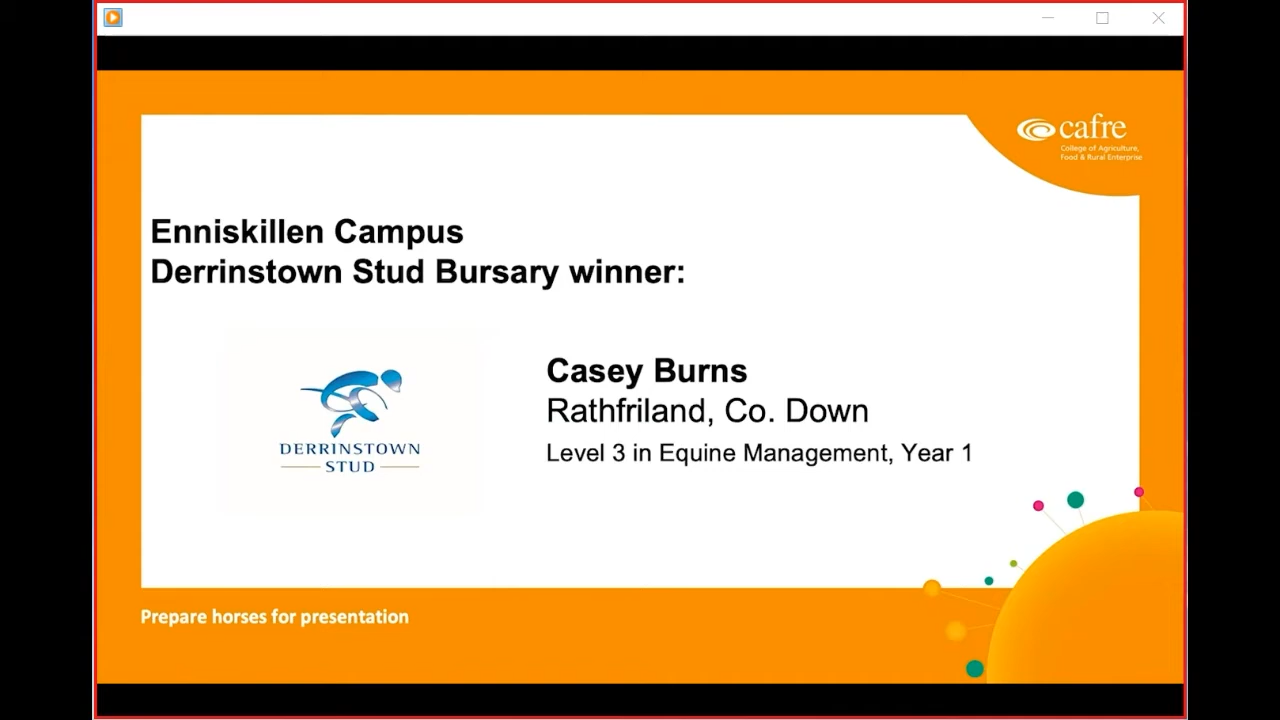 cafre
College of Agriculture,
Food & Rural Enterprise
Enniskillen Campus
Derrinstown Stud Bursary winner:
DERRINSTOWN
STUD
Casey Burns
Rathfriland, Co. Down
Level 3 in Equine Management, Year 1
Prepare horses for presentation